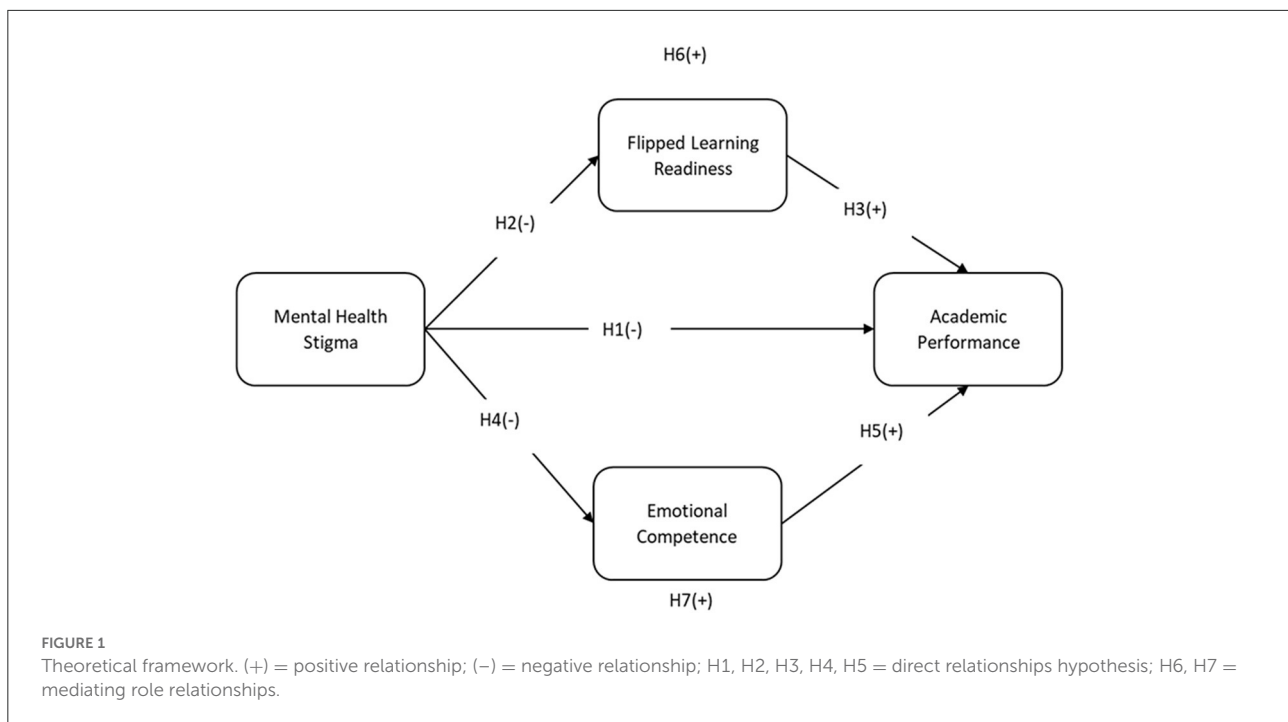 H6(+)
Flipped Learning
Readiness
H2(-)
H3(+)
Mental Health
Stigma
H1(-)
Academic
Performance
H4(-)
H5(+)
Emotional
Competence
H7(+)
FIGURE 1
Theoretical framework. (+) = positive relationship; (−) = negative relationship; H1, H2, H3, H4, H5 = direct relationships hypothesis; H6, H7 =
mediating role relationships.